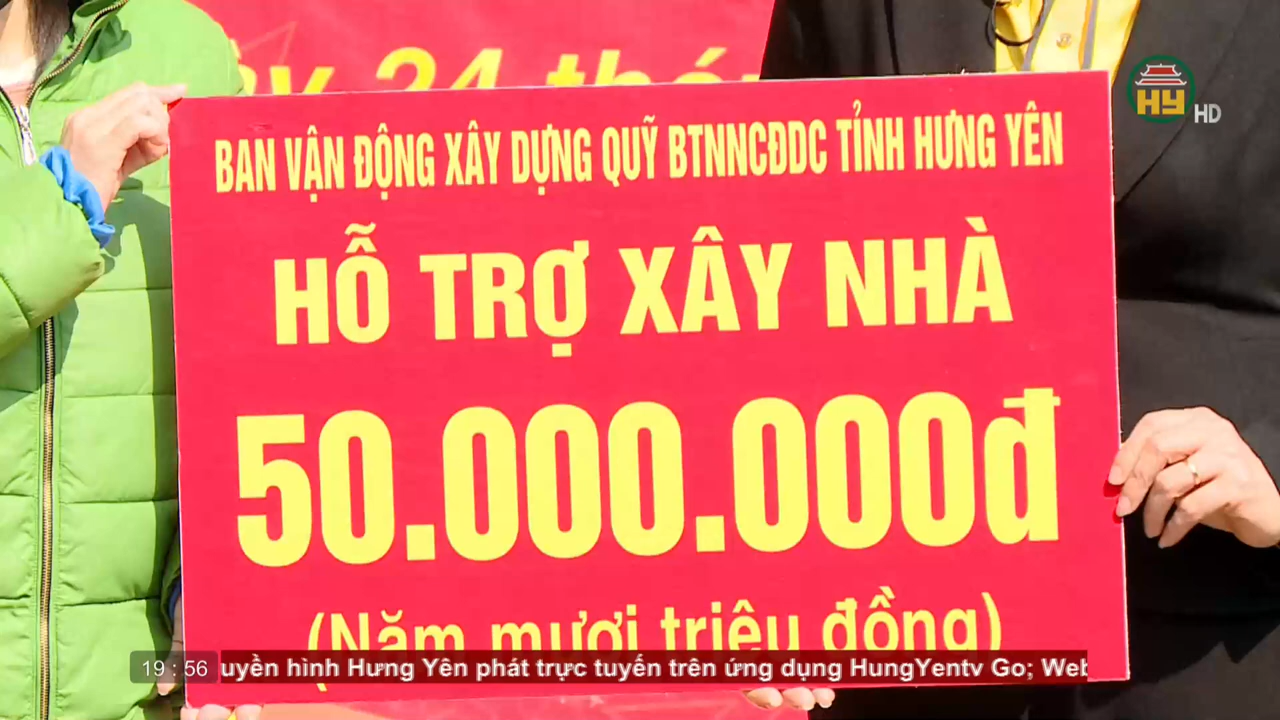 24
HY HD
BAN VẬN ĐỘNG XÂY DỰNG QUỸ BTNNCĐDC TỈNH HƯNG YÊN
HỖ TRỢ XÂY NHÀ
50.000.000đ
(Năm mươi triệu đồng)
19 : 56 uyền hình Hưng Yên phát trực tuyến trên ứng dụng HungYentv Go; Web